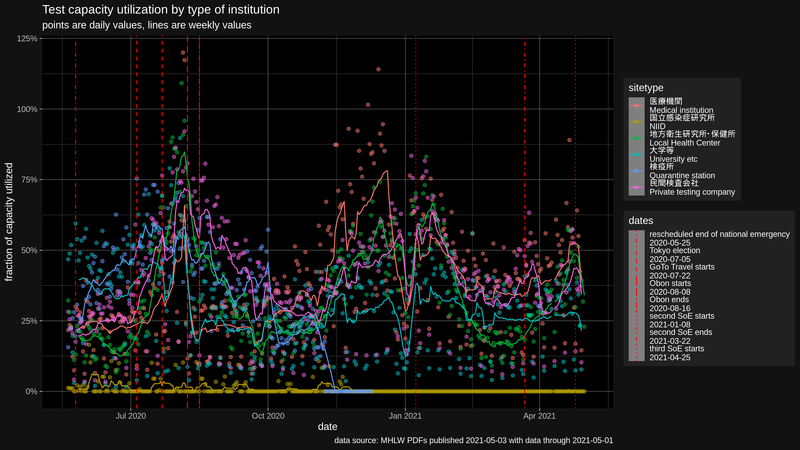 Test capacity utilization by type of institution
points are daily values, lines are weekly values
125%
100%
75%
50%
25%
0%
fraction of capacity utilized
Jul 2020
Oct 2020
Jan 2021
Apr 2021
date
data source: MHLW PDFs published 2021-05-03 with data through 2021-05-01
sitetype
医療機関
Medical institution
国立感染症研究所
NIID
地方衛生研究所・保健所
Local Health Center
大学等
University etc
検疫所
Quarantine station
民間検査会社
Private testing company
dates
rescheduled end of national emergency
2020-05-25
Tokyo election
2020-07-05
GoTo Travel starts
2020-07-22
Obon starts
2020-08-08
Obon ends
2020-08-16
second SoE starts
2021-01-08
second SoE ends
2021-03-22
third SoE starts
2021-04-25